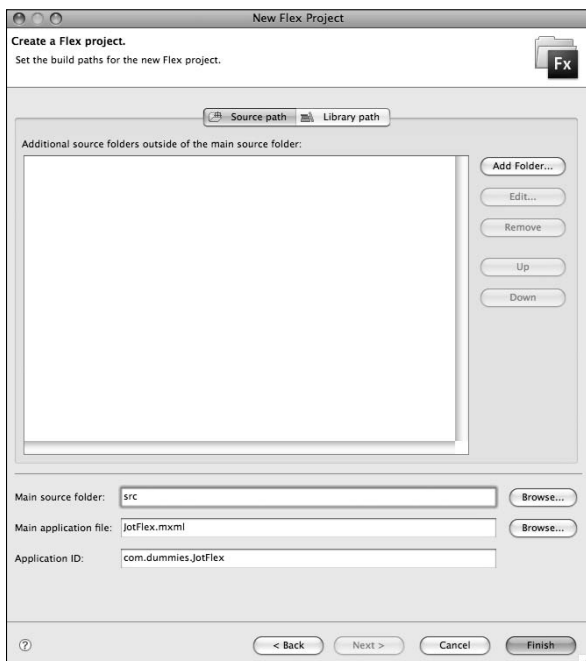 New Flex Project
Create a Flex project.
Set the build paths for the new Flex project.
Fx
Source path Library path
Additional source folders outside of the main source folder:
Add Folder...
Edit...
Remove
Up
Down
Main source folder: src Browse...
Main application file: JotFlex.mxml Browse...
Application ID: com.dummies.JotFlex
? < Back Next > Cancel Finish